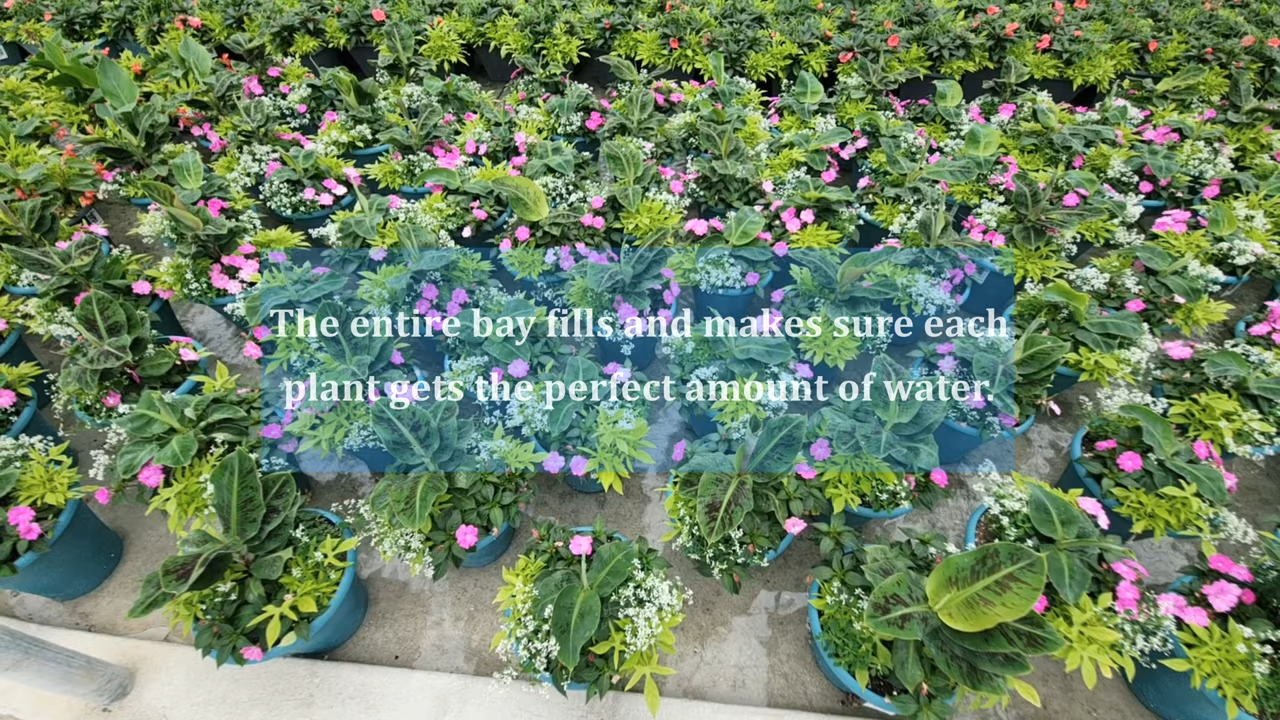 The entire bay fills and makes sure each
plant gets the perfect amount of water.